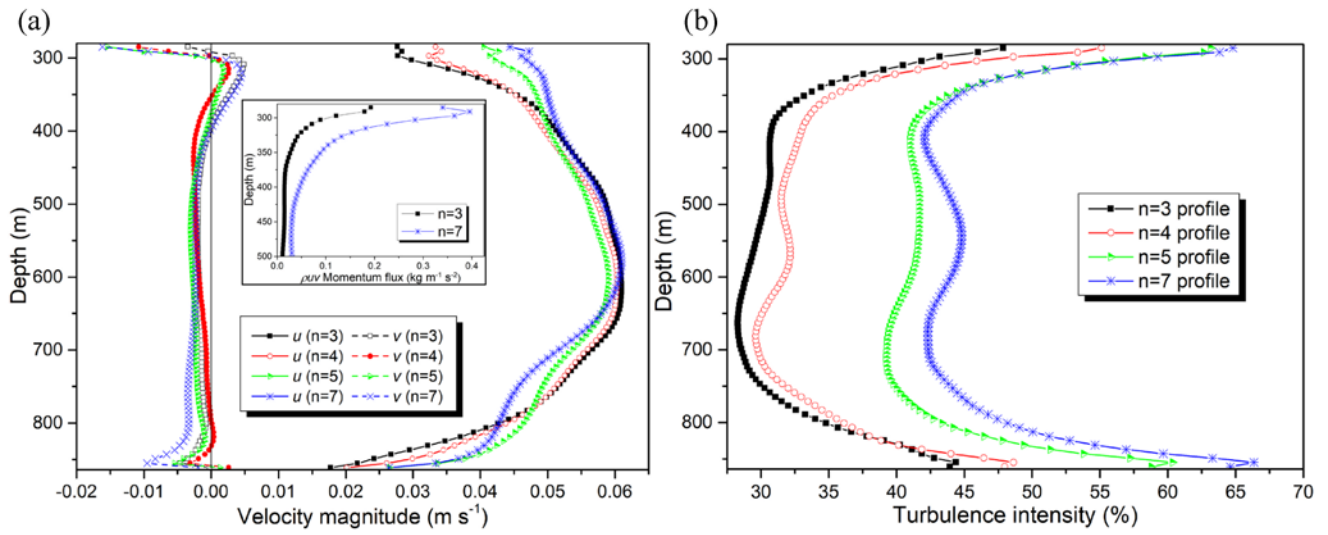 (a)
300
400
500
600
700
800
Depth (m)
-0.02 -0.01 0.00 0.01 0.02 0.03 0.04 0.05 0.06
Velocity magnitude (m s⁻¹)
250
300
350
400
450
500
Depth (m)
n=3
n=7
0.0 0.1 0.2 0.3 0.4
ρuv Momentum flux (kg m⁻¹ s⁻²)
u (n=3) v (n=3)
u (n=4) v (n=4)
u (n=5) v (n=5)
u (n=7) v (n=7)
(b)
300
400
500
600
700
800
Depth (m)
n=3 profile
n=4 profile
n=5 profile
n=7 profile
30 35 40 45 50 55 60 65 70
Turbulence intensity (%)